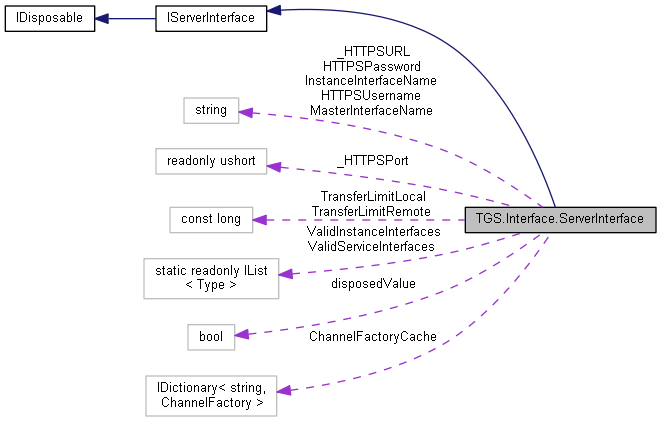 IDisposable
IServerInterface
_HTTPSURL
HTTPSPassword
InstanceInterfaceName
HTTPSUsername
MasterInterfaceName
string
readonly ushort
_HTTPSPort
const long
TransferLimitLocal
TransferLimitRemote
TGS.Interface.ServerInterface
ValidInstanceInterfaces
ValidServiceInterfaces
static readonly IList
< Type >
disposedValue
bool
ChannelFactoryCache
IDictionary< string,
ChannelFactory >